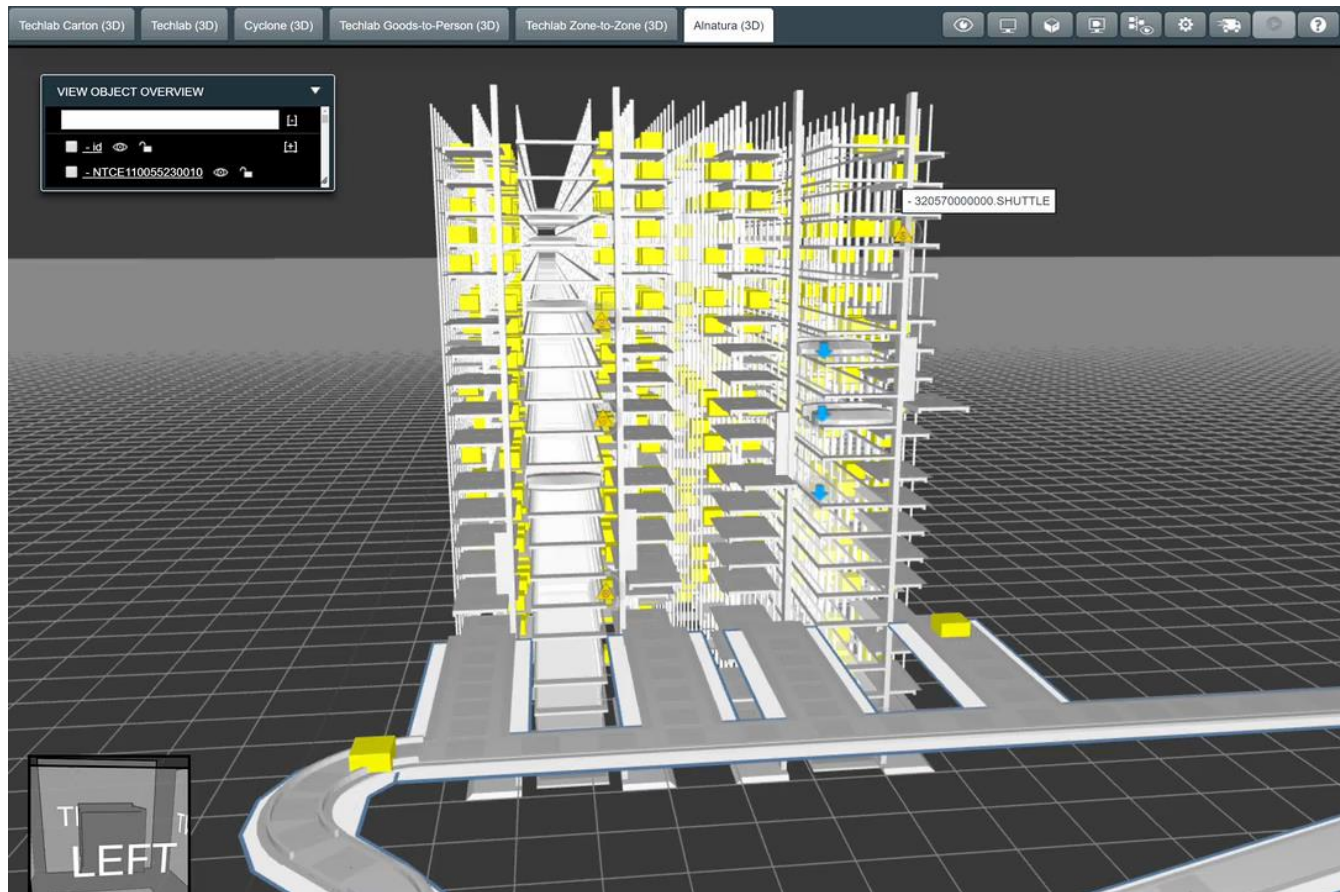 Techlab Carton (3D)
Techlab (3D)
Cyclone (3D)
Techlab Goods-to-Person (3D)
Techlab Zone-to-Zone (3D)
Alnatura (3D)
VIEW OBJECT OVERVIEW
[-]
- id
[+]
- NTCE110055230010
- 320570000000.SHUTTLE
LEFT